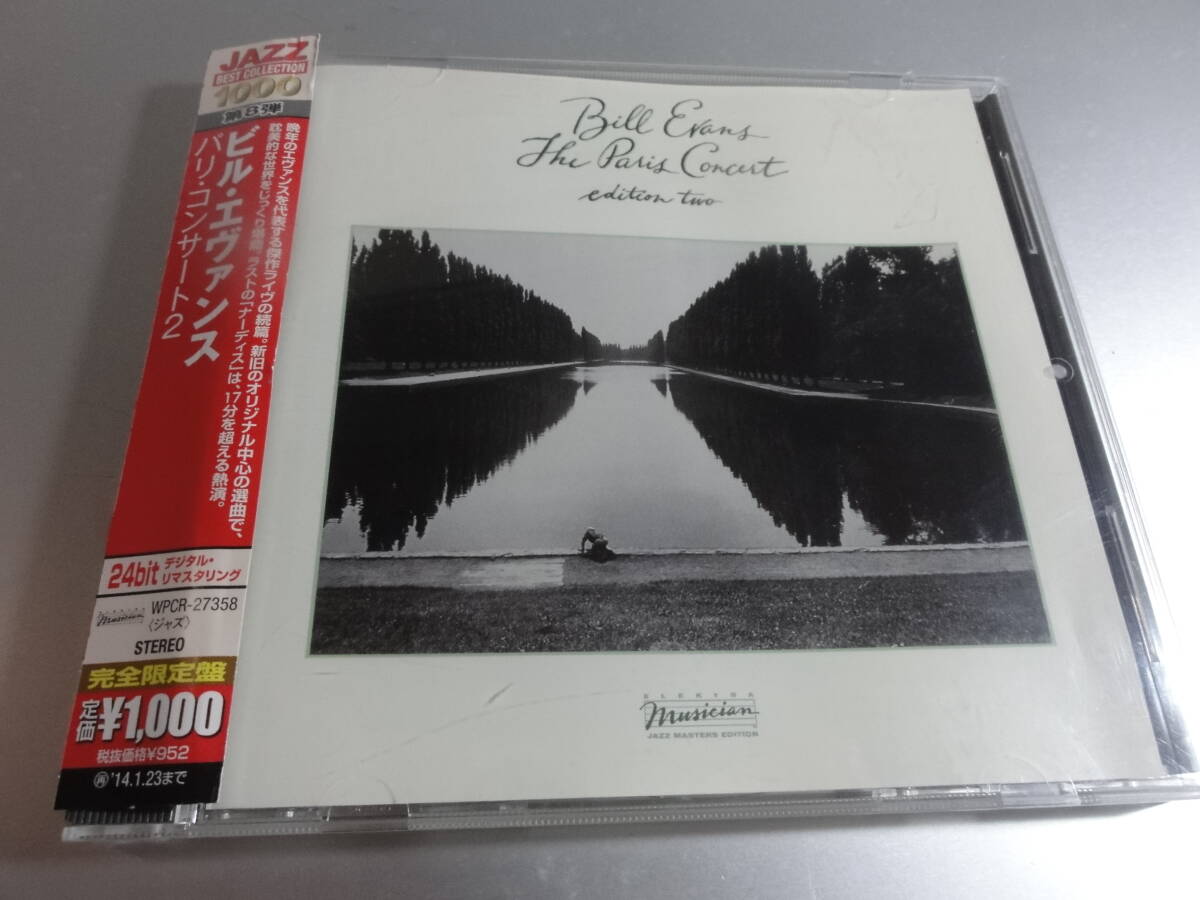 JAZZ
BEST COLLECTION
1000
第8弾
ビル・エヴァンス
パリ・コンサート2
晩年のエヴァンスを代表する傑作ライヴの続篇。新旧のオリジナル中心の選曲で、
耽美的な世界をじっくり堪能。ラストの「ナーディス」は、17分を超える熱演。
24bit デジタル・
リマスタリング
Musician WPCR-27358
〈ジャズ〉
STEREO
完全限定盤
定価¥1,000
税抜価格¥952
再 '14.1.23まで
Bill Evans
The Paris Concert
edition two
ELEKTRA
Musician
JAZZ MASTERS EDITION